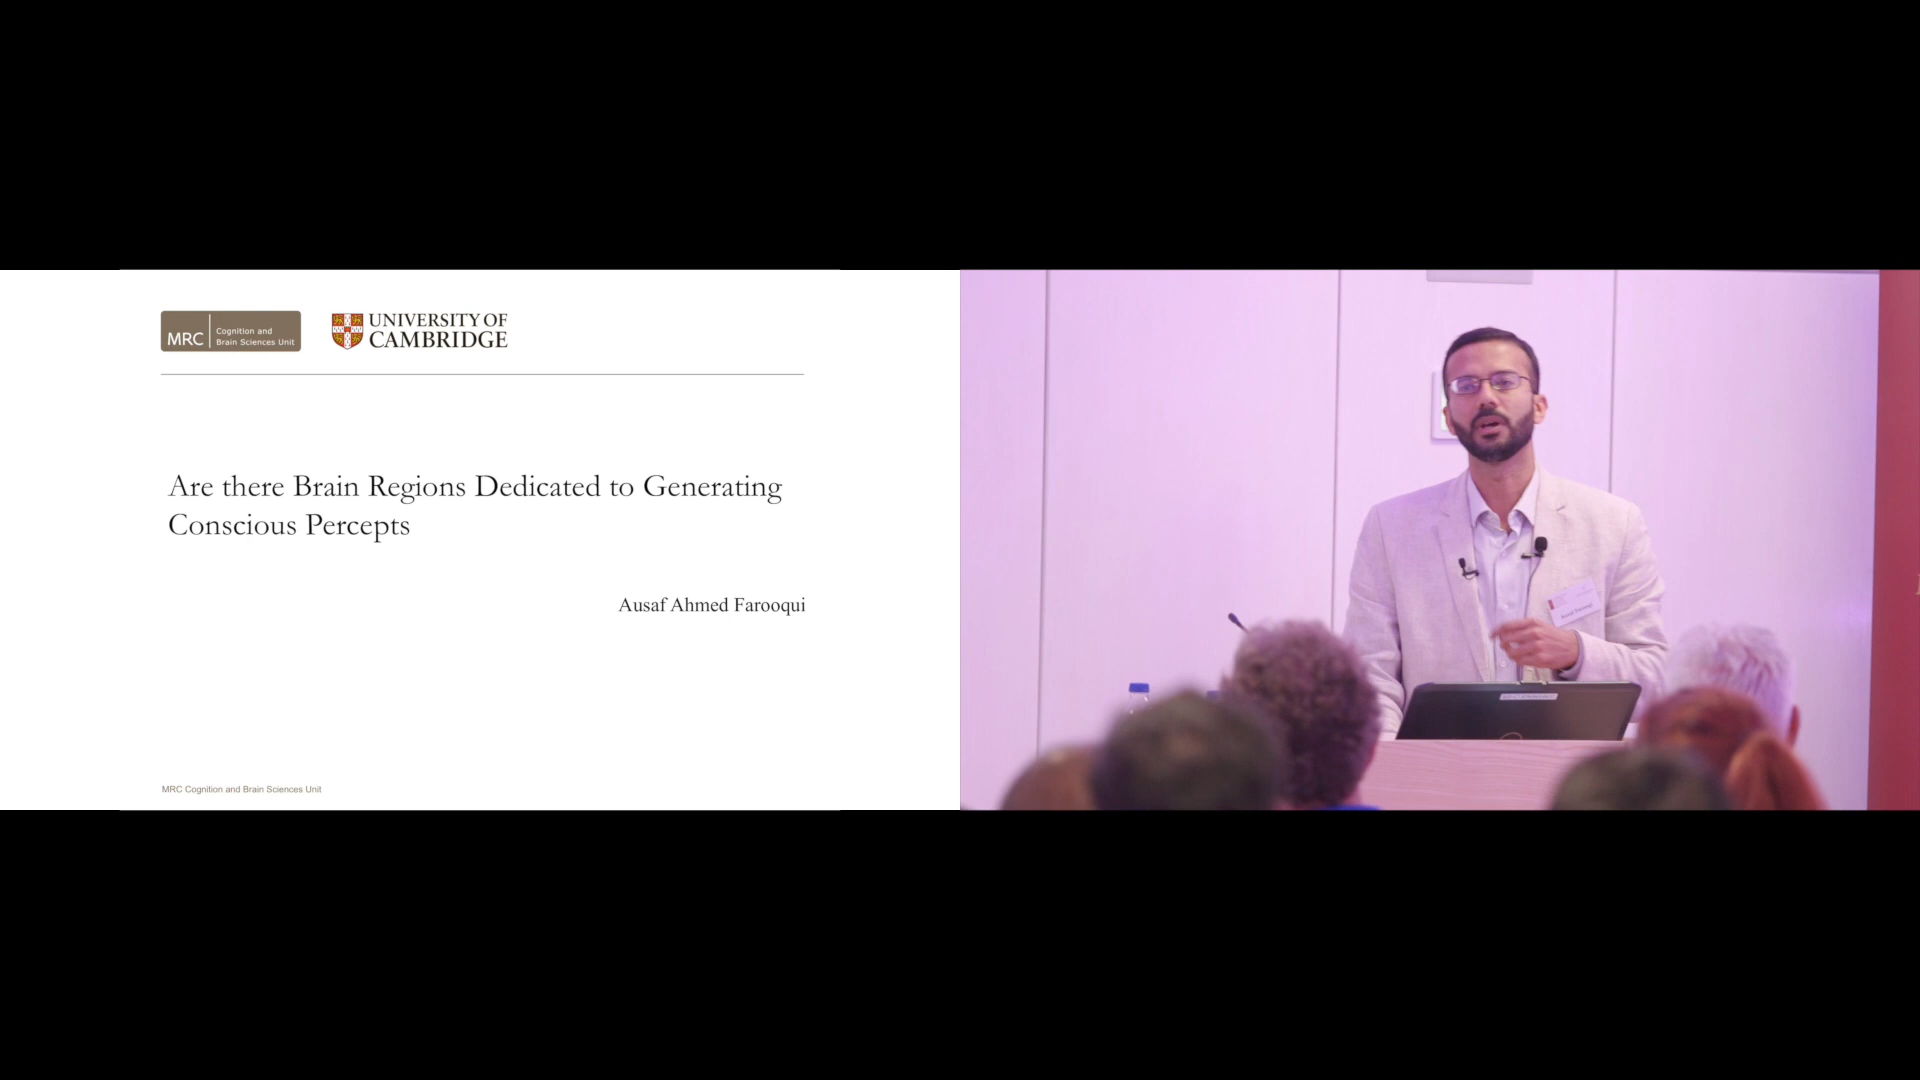 MRC
Cognition and
Brain Sciences Unit
UNIVERSITY OF
CAMBRIDGE
Are there Brain Regions Dedicated to Generating
Conscious Percepts
Ausaf Ahmed Farooqui
MRC Cognition and Brain Sciences Unit